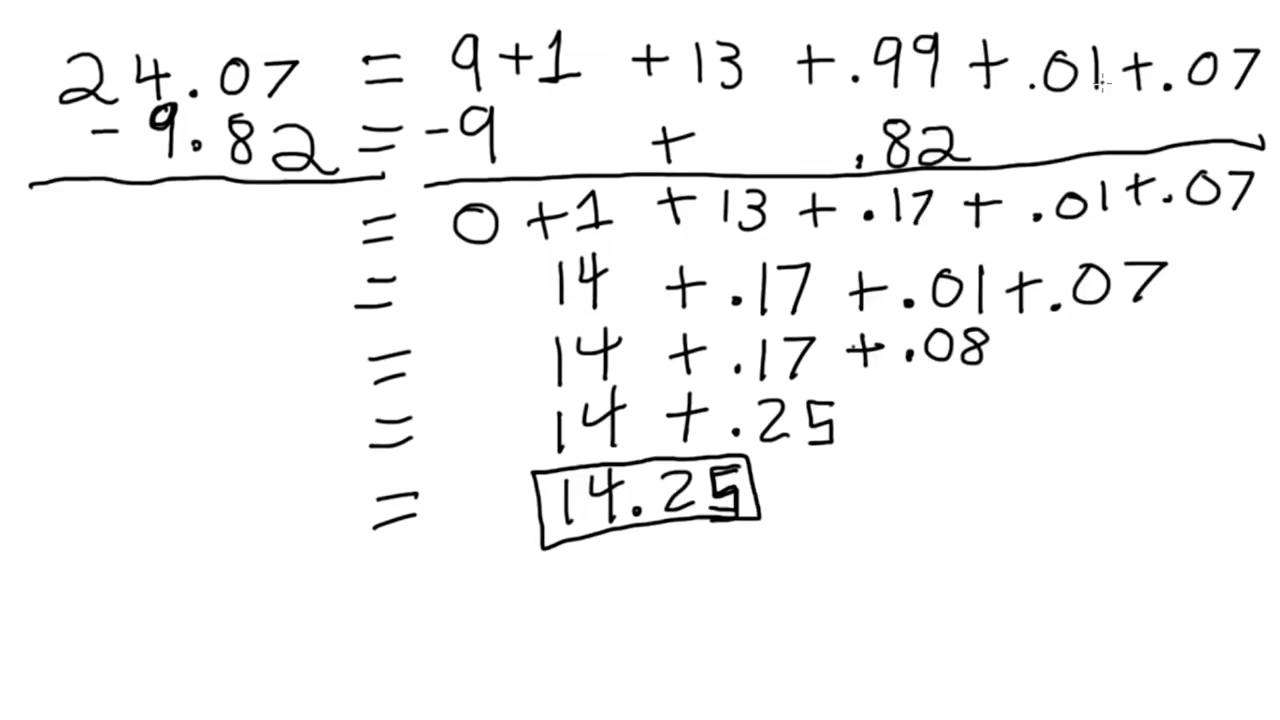 24.07 = 9+1 + 13 + .99 + .01 + .07
- 9.82 = -9 + .82
= 0 + 1 + 13 + .17 + .01 + .07
= 14 + .17 + .01 + .07
= 14 + .17 + .08
= 14 + .25
= 14.25